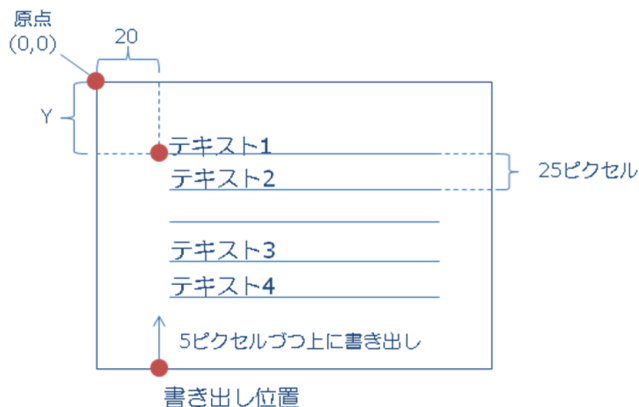 原点
(0,0)
20
Y
テキスト1
テキスト2
25ピクセル
テキスト3
テキスト4
5ピクセルづつ上に書き出し
書き出し位置